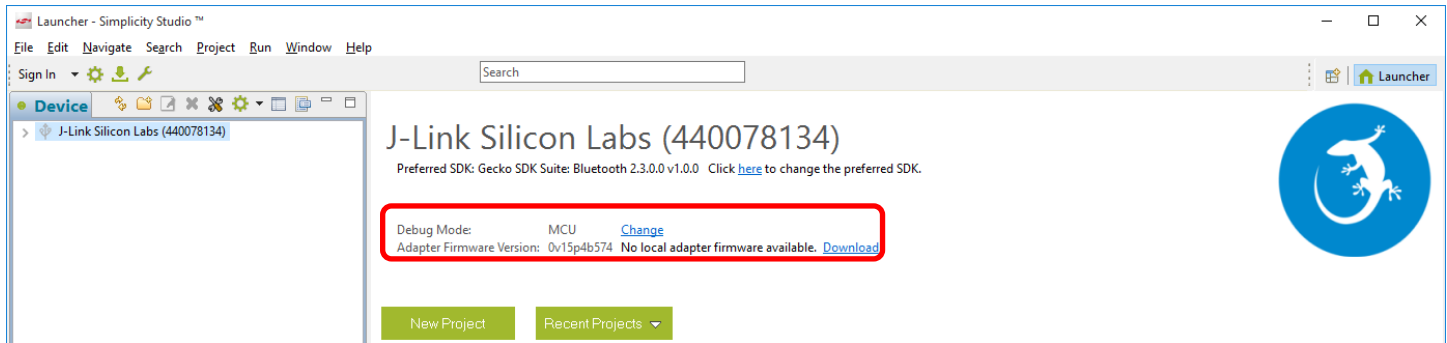 Launcher - Simplicity Studio ™
File Edit Navigate Search Project Run Window Help
Sign In Search Launcher
Device
J-Link Silicon Labs (440078134)
J-Link Silicon Labs (440078134)
Preferred SDK: Gecko SDK Suite: Bluetooth 2.3.0.0 v1.0.0 Click here to change the preferred SDK.
Debug Mode: MCU Change
Adapter Firmware Version: 0v15p4b574 No local adapter firmware available. Download
New Project Recent Projects